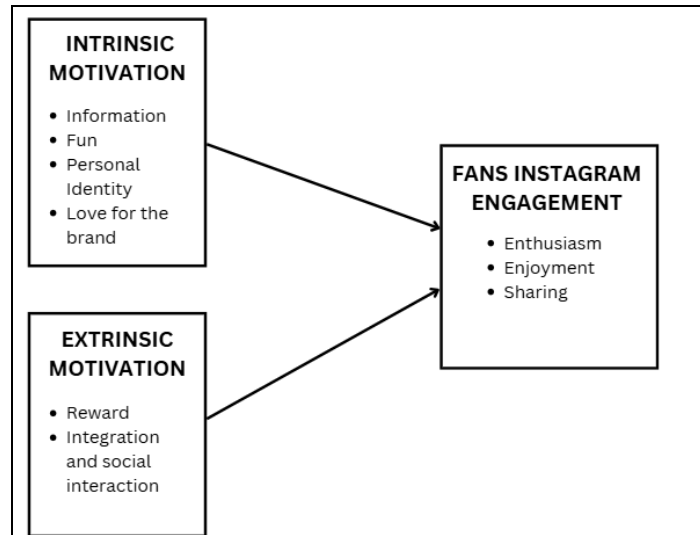 INTRINSIC
MOTIVATION
• Information
• Fun
• Personal
Identity
• Love for the
brand
FANS INSTAGRAM
ENGAGEMENT
• Enthusiasm
• Enjoyment
• Sharing
EXTRINSIC
MOTIVATION
• Reward
• Integration
and social
interaction